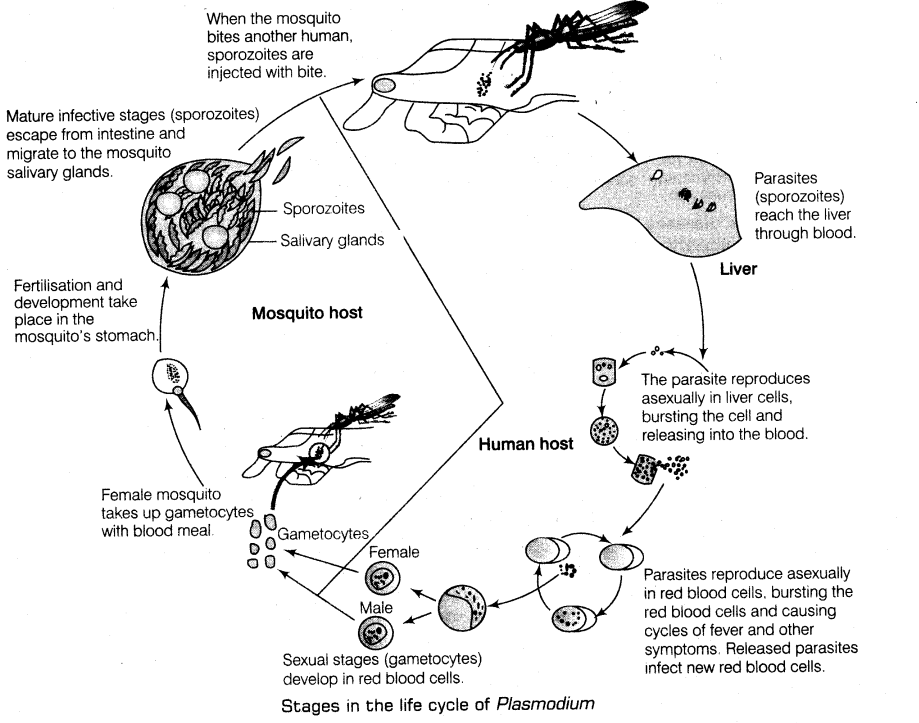 When the mosquito
bites another human,
sporozoites are
injected with bite.
Mature infective stages (sporozoites)
escape from intestine and
migrate to the mosquito
salivary glands.
Sporozoites
Salivary glands
Parasites
(sporozoites)
reach the liver
through blood.
Liver
Fertilisation and
development take
place in the
mosquito's stomach.
Mosquito host
The parasite reproduces
asexually in liver cells,
bursting the cell and
releasing into the blood.
Human host
Female mosquito
takes up gametocytes
with blood meal.
Gametocytes
Female
Male
Parasites reproduce asexually
in red blood cells, bursting the
red blood cells and causing
cycles of fever and other
symptoms. Released parasites
infect new red blood cells.
Sexual stages (gametocytes)
develop in red blood cells.
Stages in the life cycle of Plasmodium